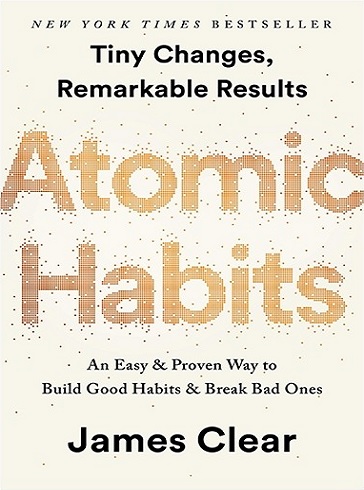 NEW YORK TIMES BESTSELLER
Tiny Changes,
Remarkable Results
Atomic
Habits
An Easy & Proven Way to
Build Good Habits & Break Bad Ones
James Clear